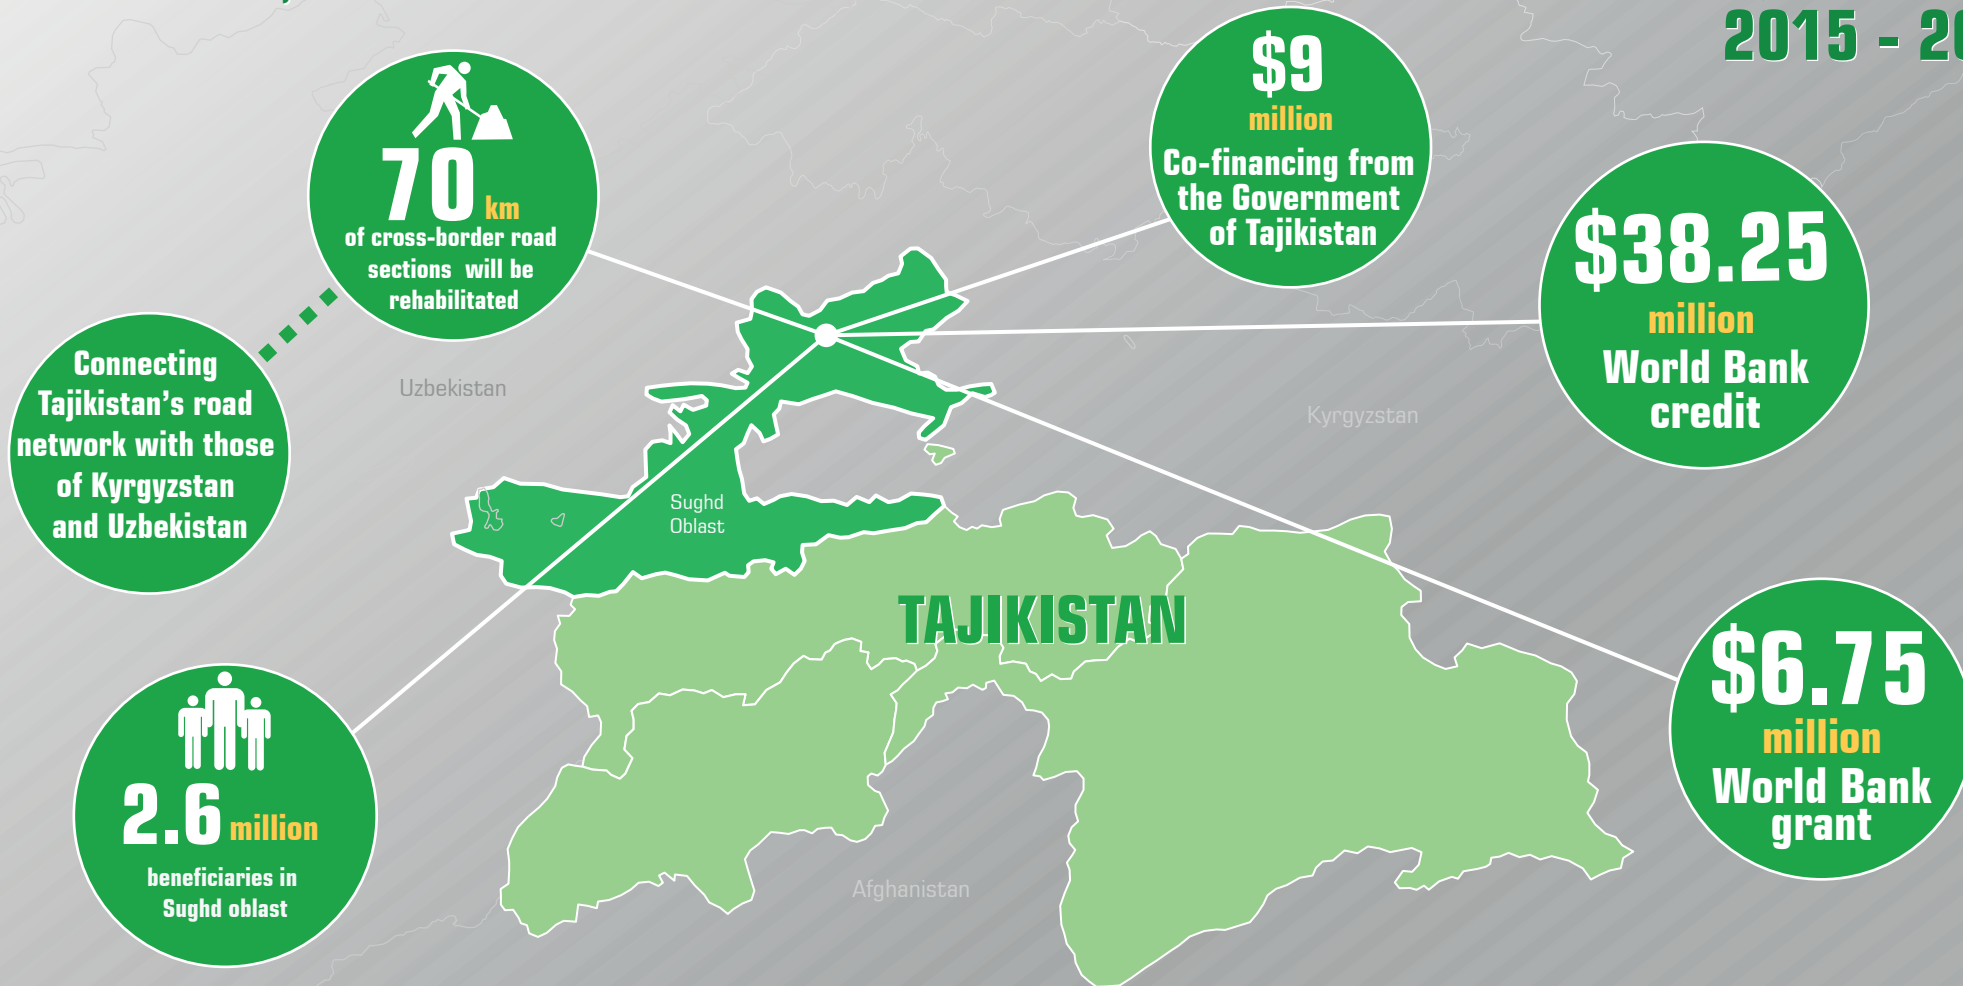 2015 - 20
70 km
of cross-border road
sections will be
rehabilitated
$9
million
Co-financing from
the Government
of Tajikistan
$38.25
million
World Bank
credit
Connecting
Tajikistan's road
network with those
of Kyrgyzstan
and Uzbekistan
Uzbekistan
Kyrgyzstan
Sughd
Oblast
TAJIKISTAN
$6.75
million
World Bank
grant
2.6 million
beneficiaries in
Sughd oblast
Afghanistan